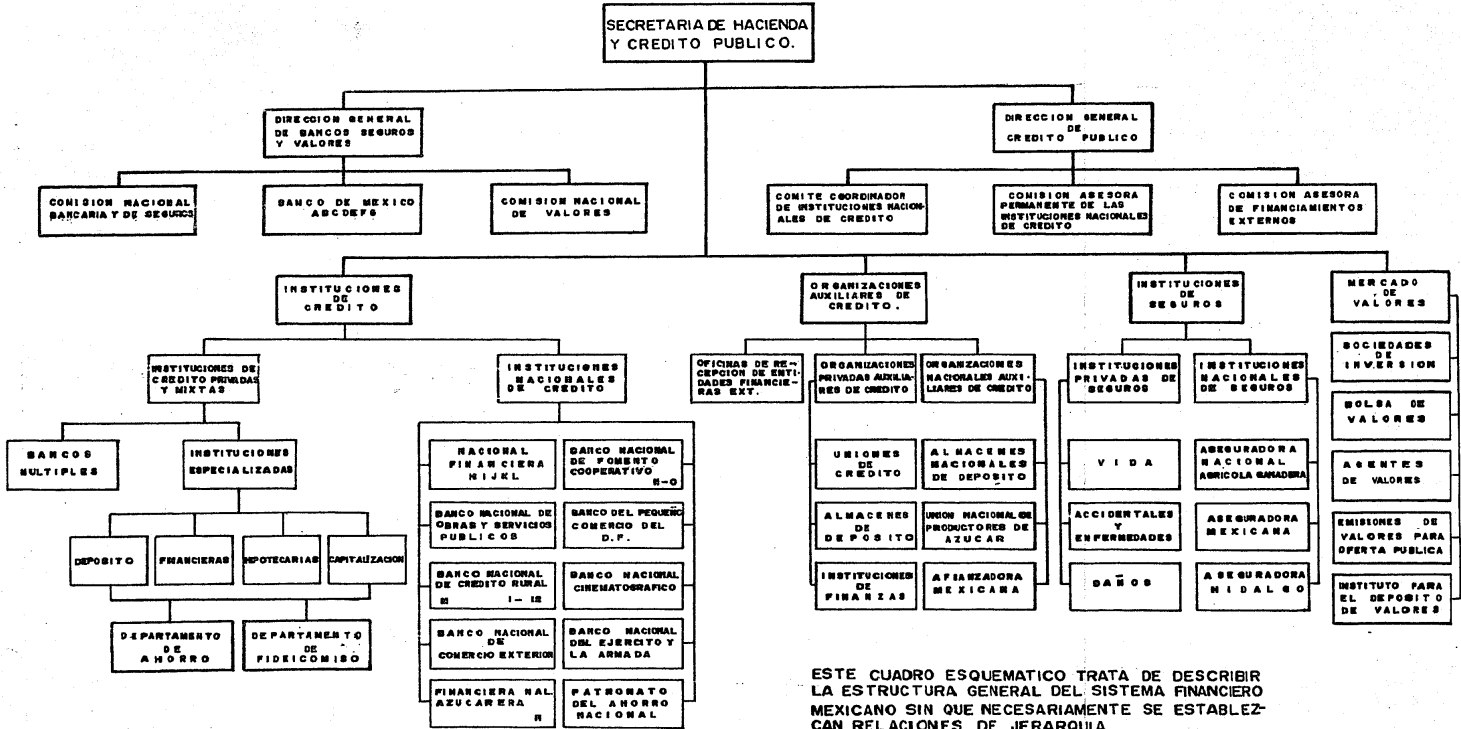 SECRETARIA DE HACIENDA
Y CREDITO PUBLICO.
DIRECCION GENERAL
DE BANCOS SEGUROS
Y VALORES
DIRECCION GENERAL
DE
CREDITO PUBLICO
COMISION NACIONAL
BANCARIA Y DE SEGUROS
BANCO DE MEXICO
ABCDEFG
COMISION NACIONAL
DE VALORES
COMITE COORDINADOR
DE INSTITUCIONES NACION-
ALES DE CREDITO
COMISION ASESORA
PERMANENTE DE LAS
INSTITUCIONES NACIONALES
DE CREDITO
COMISION ASESORA
DE FINANCIAMIENTOS
EXTERNOS
INSTITUCIONES
DE
CREDITO
ORGANIZACIONES
AUXILIARES DE
CREDITO.
INSTITUCIONES
DE
SEGUROS
MERCADO
DE
VALORES
INSTITUCIONES DE
CREDITO PRIVADAS
Y MIXTAS
INSTITUCIONES
NACIONALES
DE CREDITO
OFICINAS DE RE-
CEPCION DE ENTI-
DADES FINANCIE-
RAS EXT.
ORGANIZACIONES
PRIVADAS AUXILIA-
RES DE CREDITO
ORGANIZACIONES
NACIONALES AUXI-
LIARES DE CREDITO
INSTITUCIONES
PRIVADAS DE
SEGUROS
INSTITUCIONES
NACIONALES
DE SEGUROS
SOCIEDADES
DE
INVERSION
BANCOS
MULTIPLES
INSTITUCIONES
ESPECIALIZADAS
NACIONAL
FINANCIERA
HIJKL
BANCO NACIONAL
DE FOMENTO
COOPERATIVO
N-O
UNIONES
DE
CREDITO
ALMACENES
NACIONALES
DE DEPOSITO
VIDA
ASEGURADORA
NACIONAL
AGRICOLA GANADERA
BOLSA DE
VALORES
AGENTES
DE VALORES
DEPOSITO
FINANCIERAS
HIPOTECARIAS
CAPITALIZACION
BANCO NACIONAL DE
OBRAS Y SERVICIOS
PUBLICOS
BANCO DEL PEQUEÑO
COMERCIO DEL
D.F.
ALMACENES
DE
DEPOSITO
UNION NACIONAL DE
PRODUCTORES DE
AZUCAR
ACCIDENTALES
Y
ENFERMEDADES
ASEGURADORA
MEXICANA
EMISIONES DE
VALORES PARA
OFERTA PUBLICA
BANCO NACIONAL
DE CREDITO RURAL
M 1-12
BANCO NACIONAL
CINEMATOGRAFICO
INSTITUCIONES
DE
FINANZAS
AFIANZADORA
MEXICANA
DAÑOS
ASEGURADORA
HIDALGO
INSTITUTO PARA
EL DEPOSITO
DE VALORES
DEPARTAMENTO
DE
AHORRO
DEPARTAMENTO
DE
FIDEICOMISO
BANCO NACIONAL
DE
COMERCIO EXTERIOR
BANCO NACIONAL
DEL EJERCITO Y
LA ARMADA
FINANCIERA NAL.
AZUCARERA
PATRONATO
DEL AHORRO
NACIONAL
ESTE CUADRO ESQUEMATICO TRATA DE DESCRIBIR
LA ESTRUCTURA GENERAL DEL SISTEMA FINANCIERO
MEXICANO SIN QUE NECESARIAMENTE SE ESTABLEZ-
CAN RELACIONES DE JERARQUIA